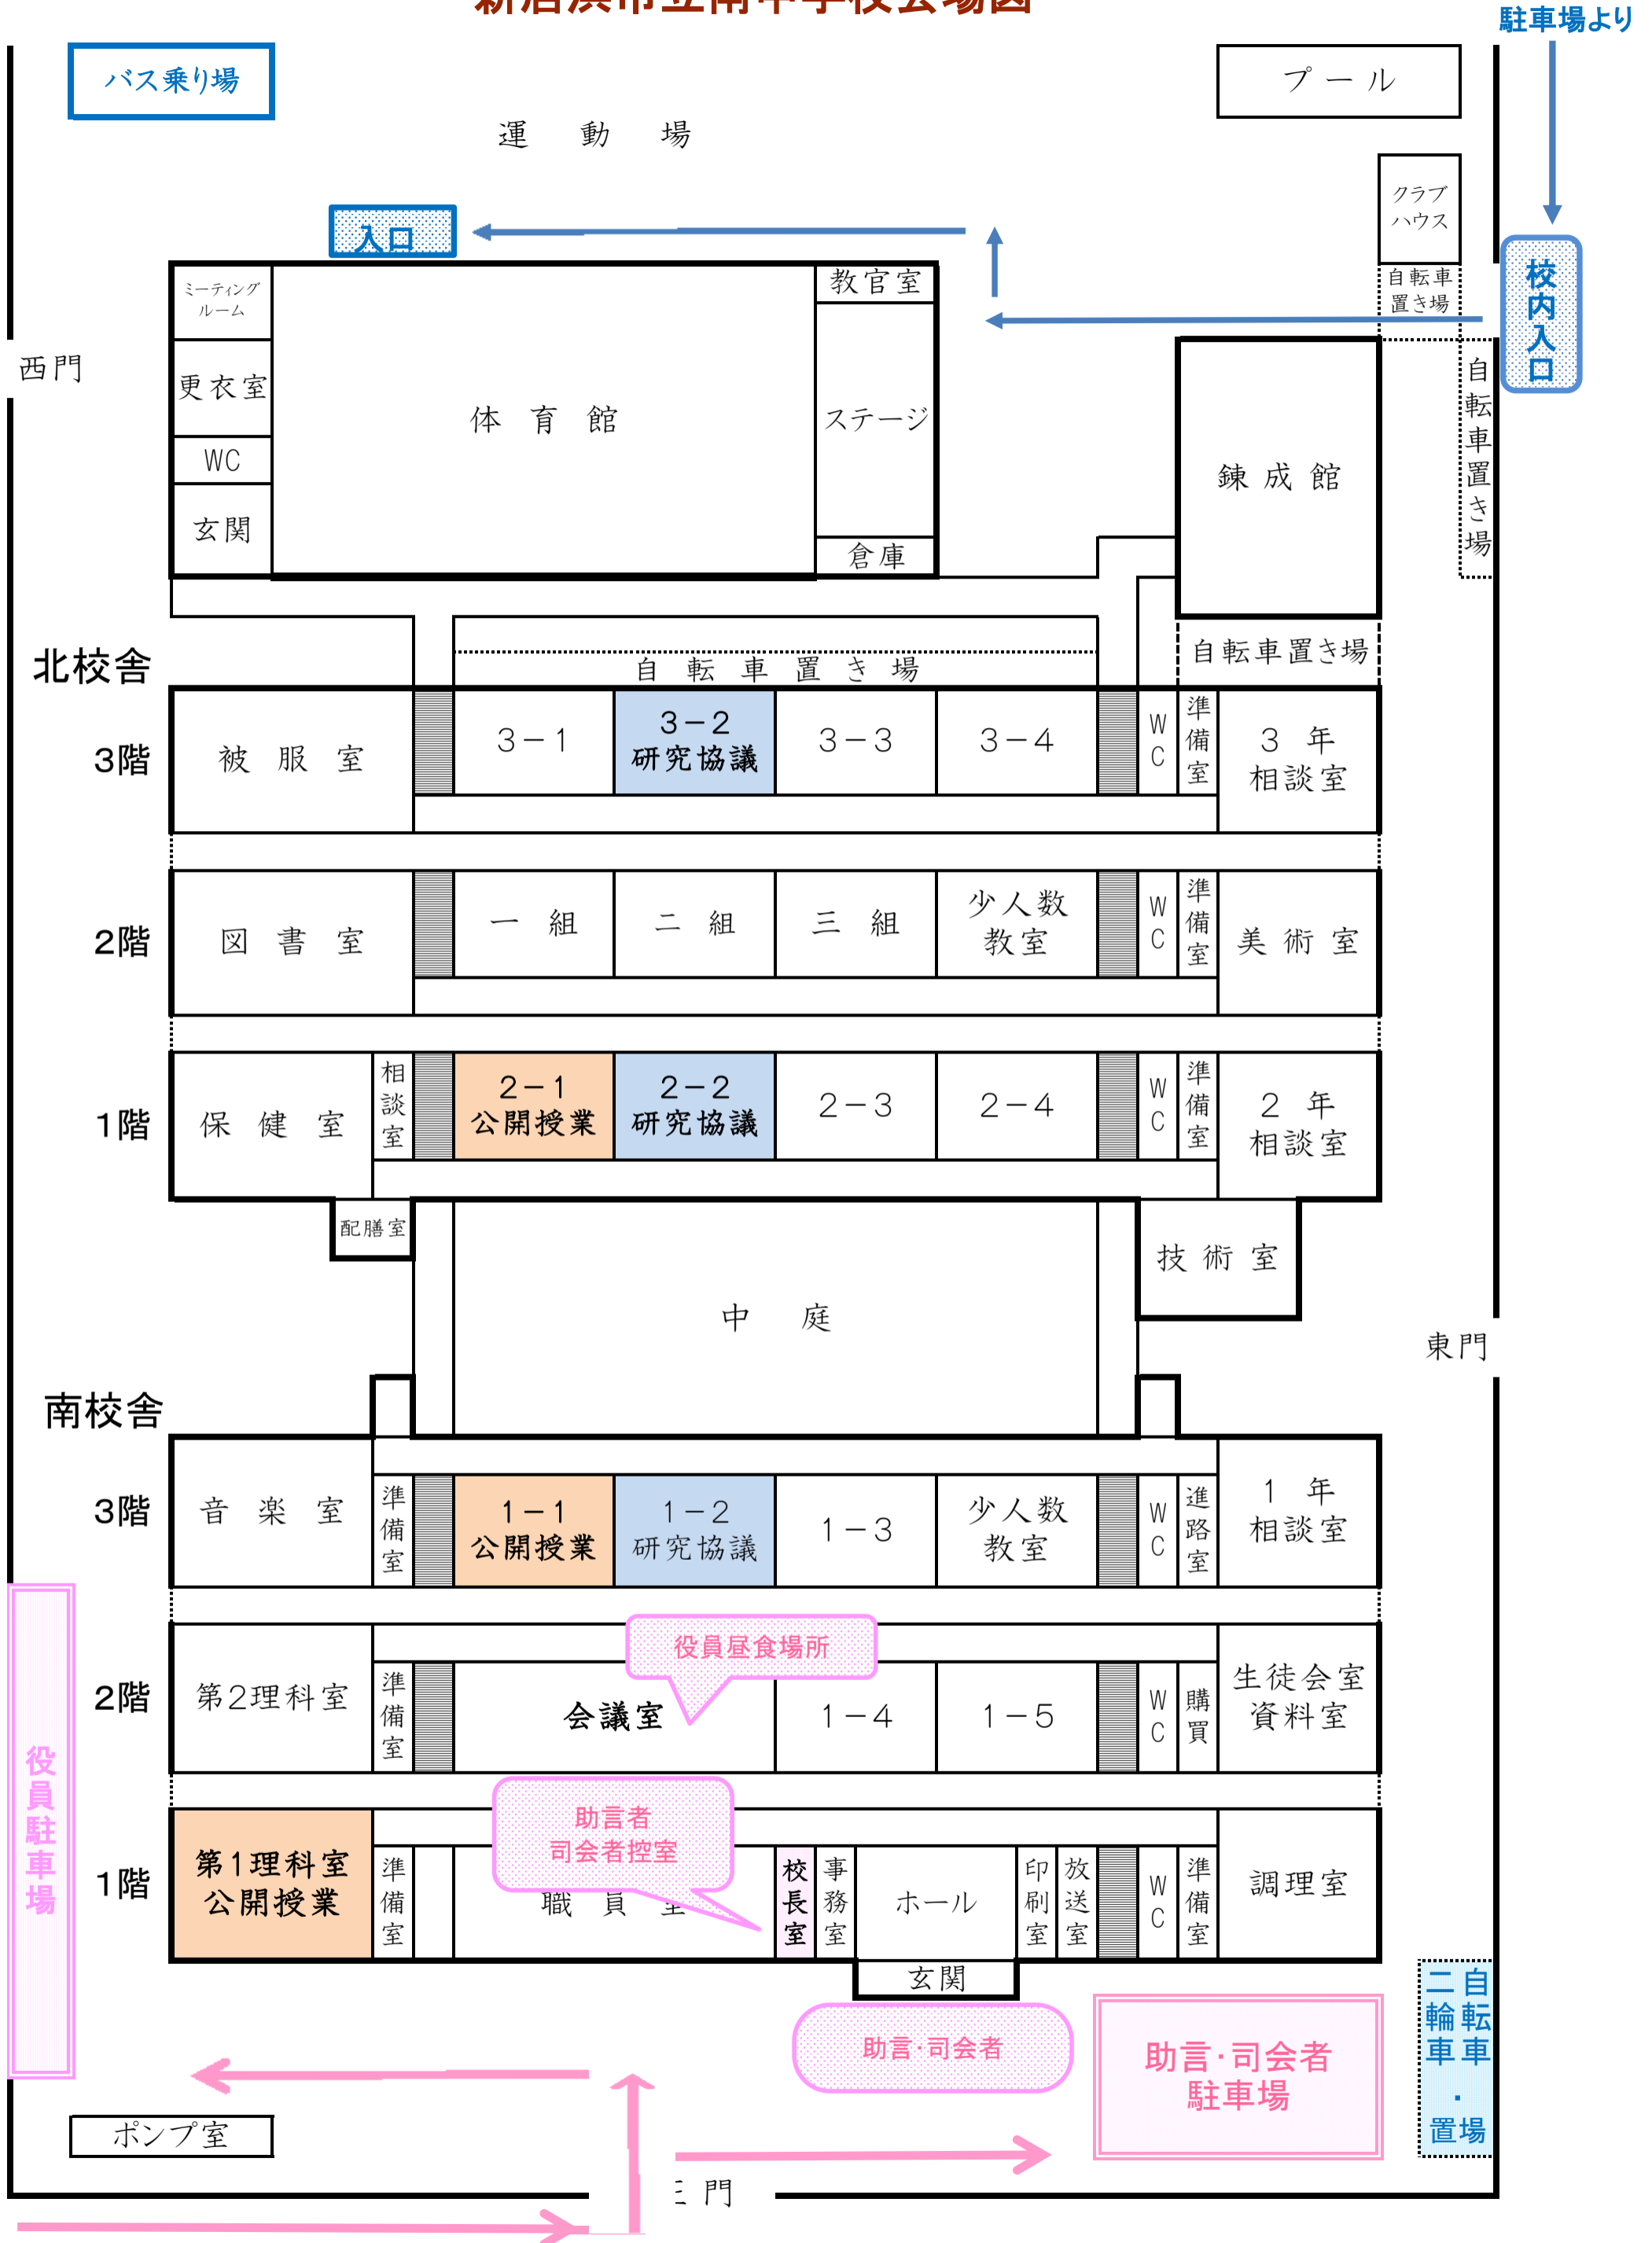 新居浜市立南中学校会場図
駐車場より
バス乗り場
プール
運動場
クラブ
ハウス
入口
校内入口
自転車
置き場
ミーティング
ルーム
教官室
西門
更衣室
体育館
ステージ
自転車置き場
WC
錬成館
玄関
倉庫
北校舎
自転車置き場
自転車置き場
3階
被服室
3－1
3－2
研究協議
3－3
3－4
WC
準備室
3年
相談室
2階
図書室
一組
二組
三組
少人数
教室
WC
準備室
美術室
1階
保健室
相談室
2－1
公開授業
2－2
研究協議
2－3
2－4
WC
準備室
2年
相談室
配膳室
技術室
中庭
東門
南校舎
3階
音楽室
準備室
1－1
公開授業
1－2
研究協議
1－3
少人数
教室
WC
進路室
1年
相談室
役員昼食場所
2階
第2理科室
準備室
会議室
1－4
1－5
WC
購買
生徒会室
資料室
役員駐車場
助言者
司会者控室
1階
第1理科室
公開授業
準備室
職員室
校長室
事務室
ホール
印刷室
放送室
WC
準備室
調理室
玄関
助言・司会者
助言・司会者
駐車場
自転車・
二輪車置場
ポンプ室
門